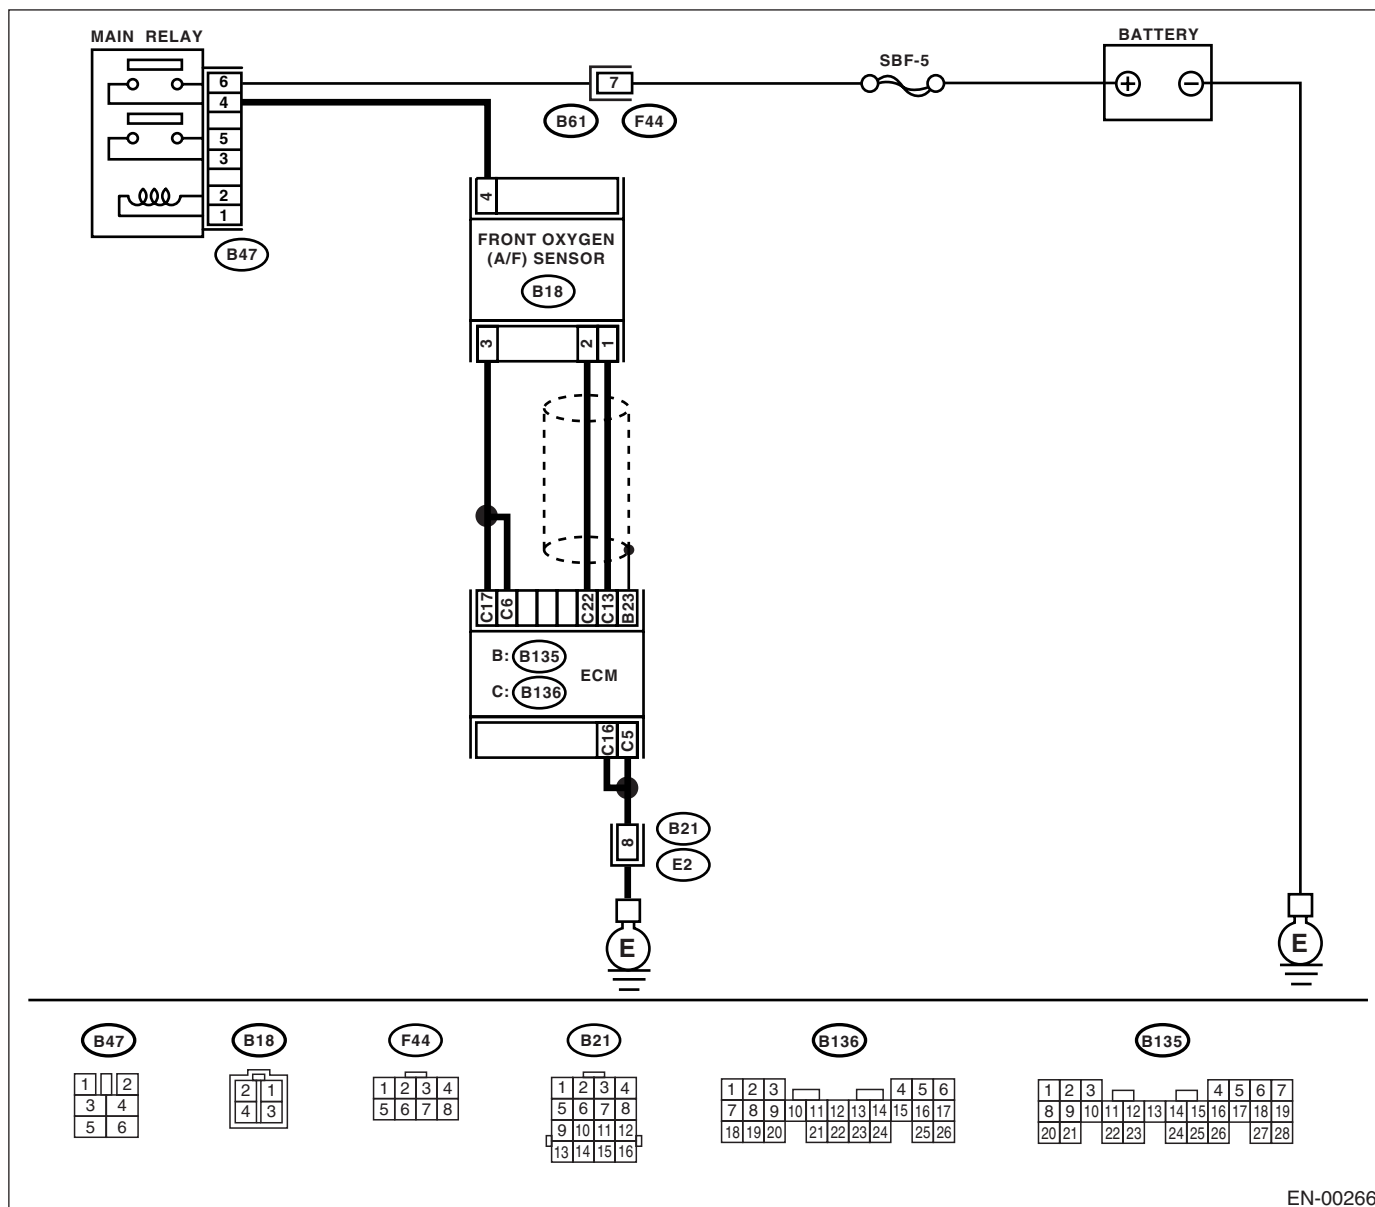 MAIN RELAY
BATTERY
SBF-5
6
4
5
3
2
1
B47
7
B61
F44
4
FRONT OXYGEN
(A/F) SENSOR
B18
3
2
1
C17
C6
C22
C13
B23
B: B135
ECM
C: B136
C16
C5
8
B21
E2
E
E
B47
B18
F44
B21
B136
B135
1 2
3 4
5 6
2 1
4 3
1 2 3 4
5 6 7 8
1 2 3 4
5 6 7 8
9 10 11 12
13 14 15 16
1 2 3 4 5 6
7 8 9 10 11 12 13 14 15 16 17
18 19 20 21 22 23 24 25 26
1 2 3 4 5 6 7
8 9 10 11 12 13 14 15 16 17 18 19
20 21 22 23 24 25 26 27 28
EN-00266